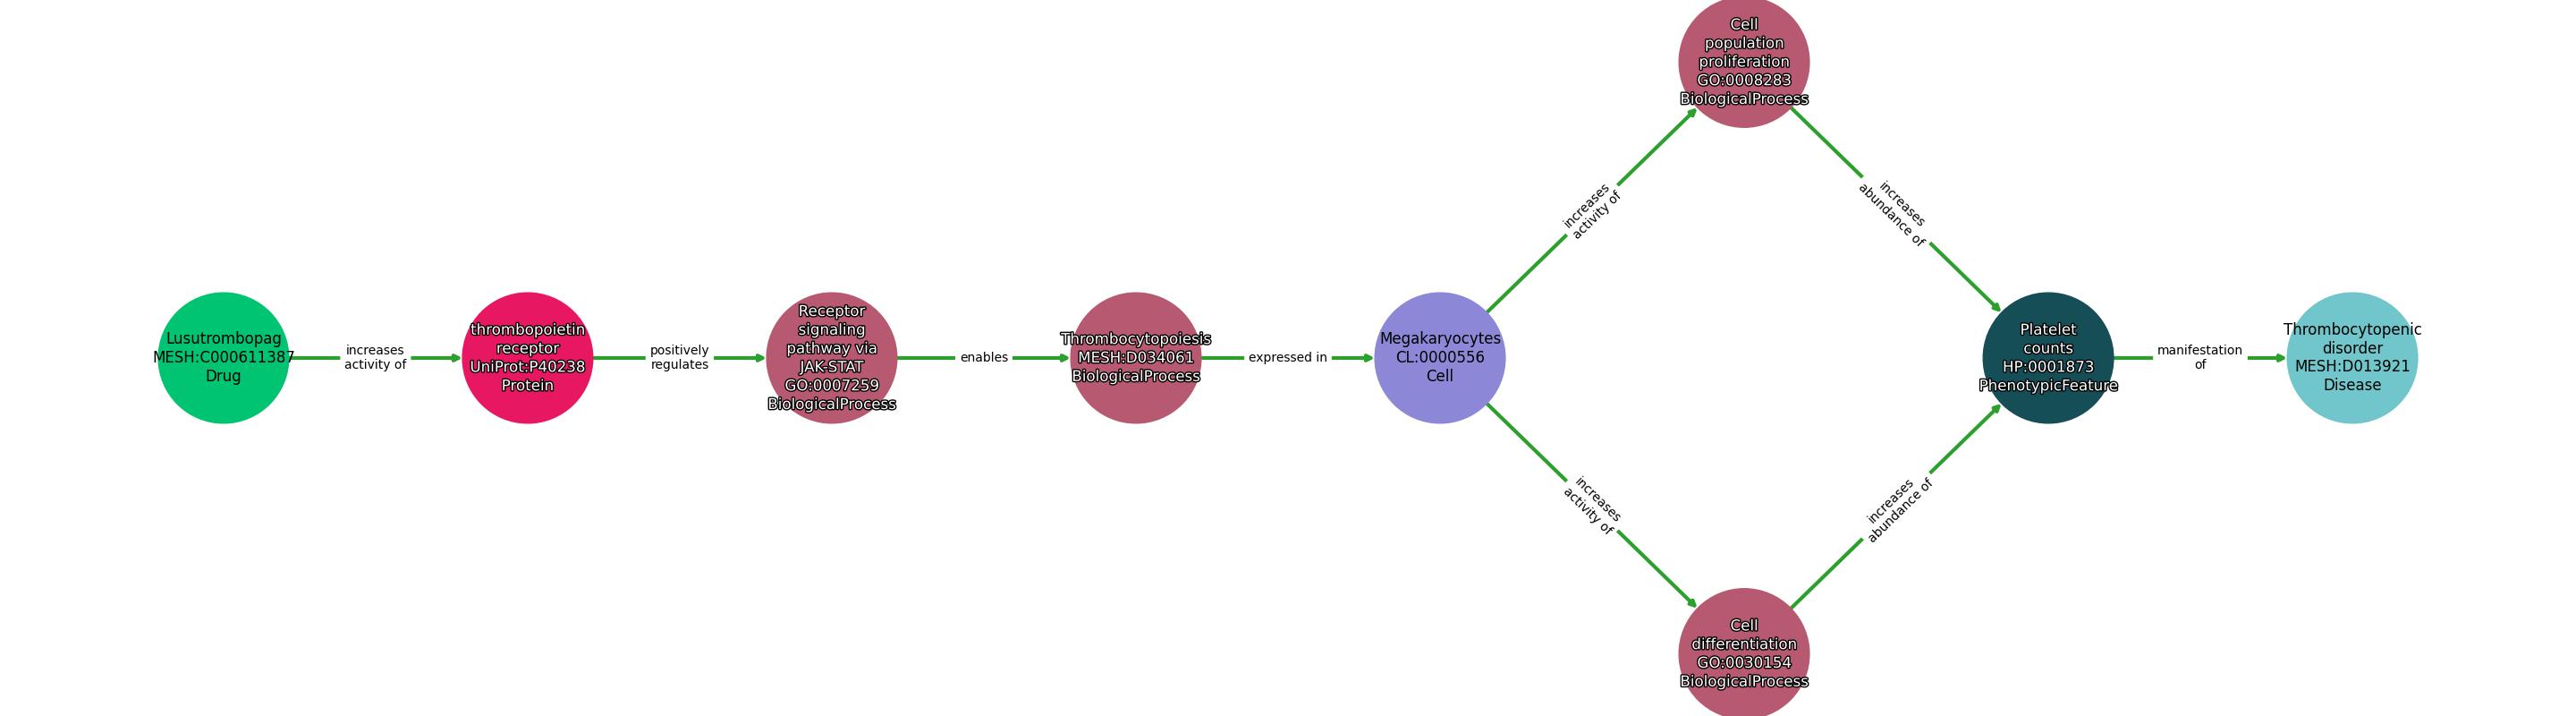 Lusutrombopag
MESH:C000611387
Drug
increases
activity of
thrombopoietin
receptor
UniProt:P40238
Protein
positively
regulates
Receptor
signaling
pathway via
JAK-STAT
GO:0007259
BiologicalProcess
enables
Thrombocytopoiesis
MESH:D034061
BiologicalProcess
expressed in
Megakaryocytes
CL:0000556
Cell
increases
activity of
Cell
population
proliferation
GO:0008283
BiologicalProcess
increases
abundance of
increases
activity of
Cell
differentiation
GO:0030154
BiologicalProcess
increases
abundance of
Platelet
counts
HP:0001873
PhenotypicFeature
manifestation
of
Thrombocytopenic
disorder
MESH:D013921
Disease